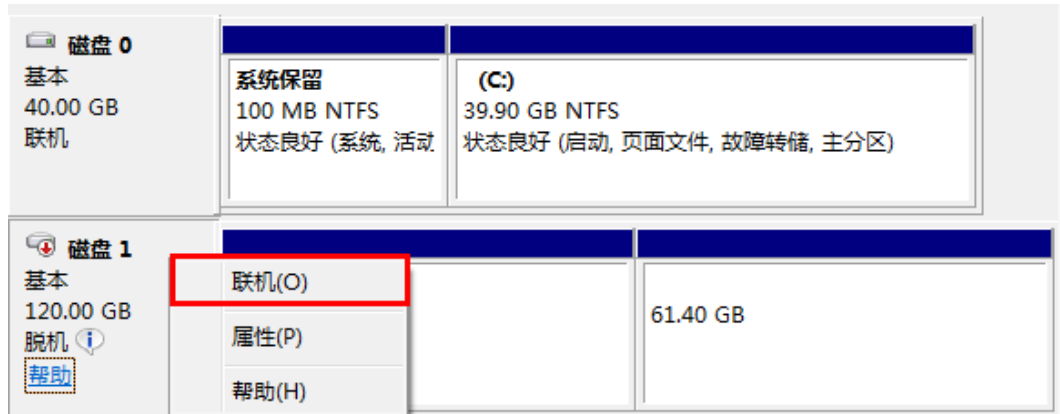 磁盘 0
基本
40.00 GB
联机
系统保留
100 MB NTFS
状态良好 (系统, 活动
(C:)
39.90 GB NTFS
状态良好 (启动, 页面文件, 故障转储, 主分区)
磁盘 1
基本
120.00 GB
脱机
帮助
联机(O)
属性(P)
帮助(H)
61.40 GB